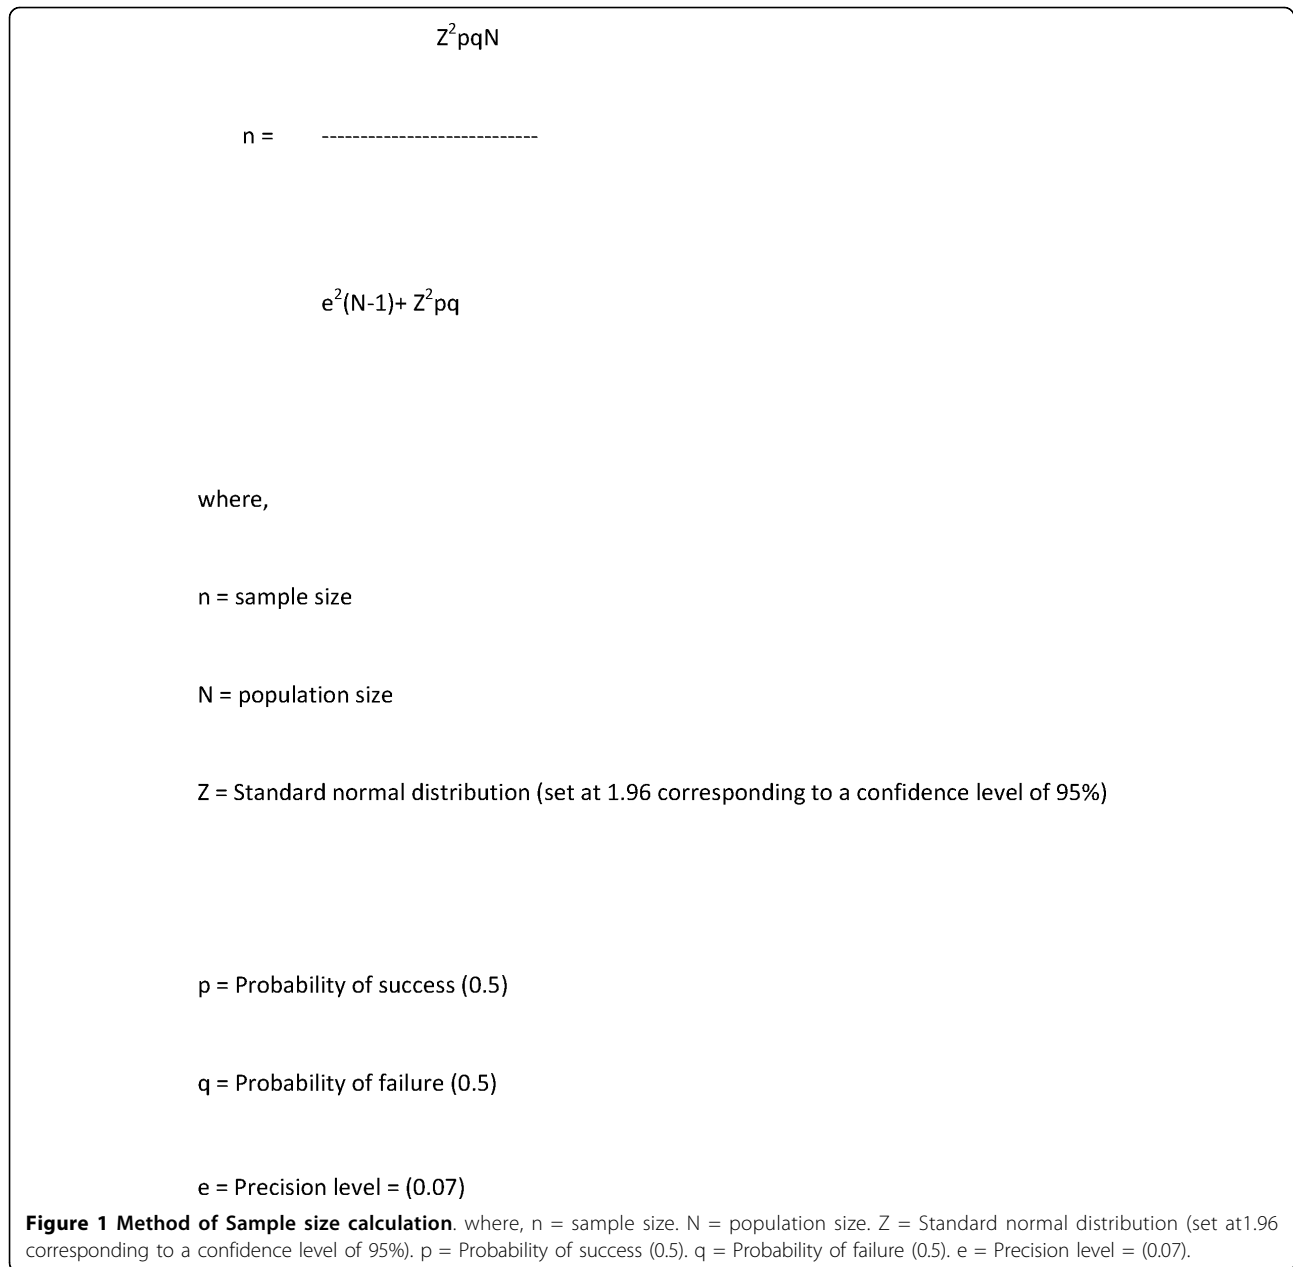 Z²pqN
n = ----------------------------
e²(N-1)+ Z²pq
where,
n = sample size
N = population size
Z = Standard normal distribution (set at 1.96 corresponding to a confidence level of 95%)
p = Probability of success (0.5)
q = Probability of failure (0.5)
e = Precision level = (0.07)
Figure 1 Method of Sample size calculation. where, n = sample size. N = population size. Z = Standard normal distribution (set at1.96
corresponding to a confidence level of 95%). p = Probability of success (0.5). q = Probability of failure (0.5). e = Precision level = (0.07).